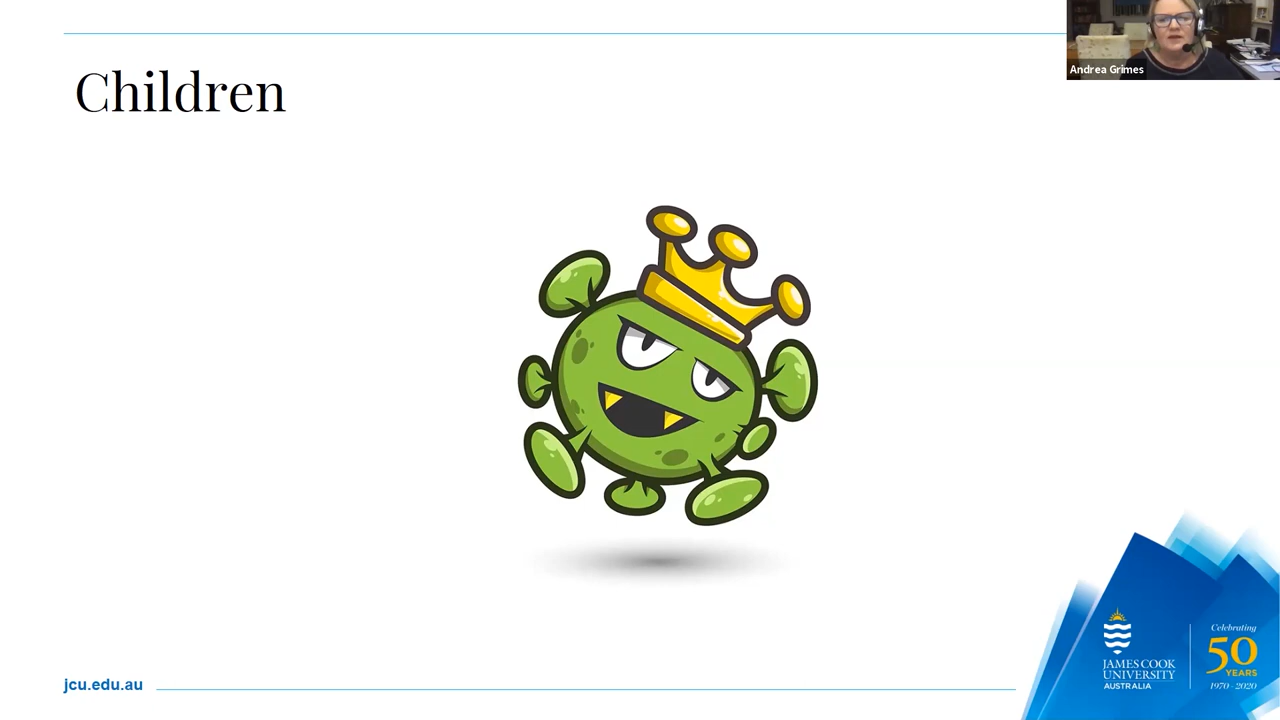 Andrea Grimes
Children
jcu.edu.au
JAMES COOK
UNIVERSITY
AUSTRALIA
Celebrating
50
YEARS
1970 - 2020